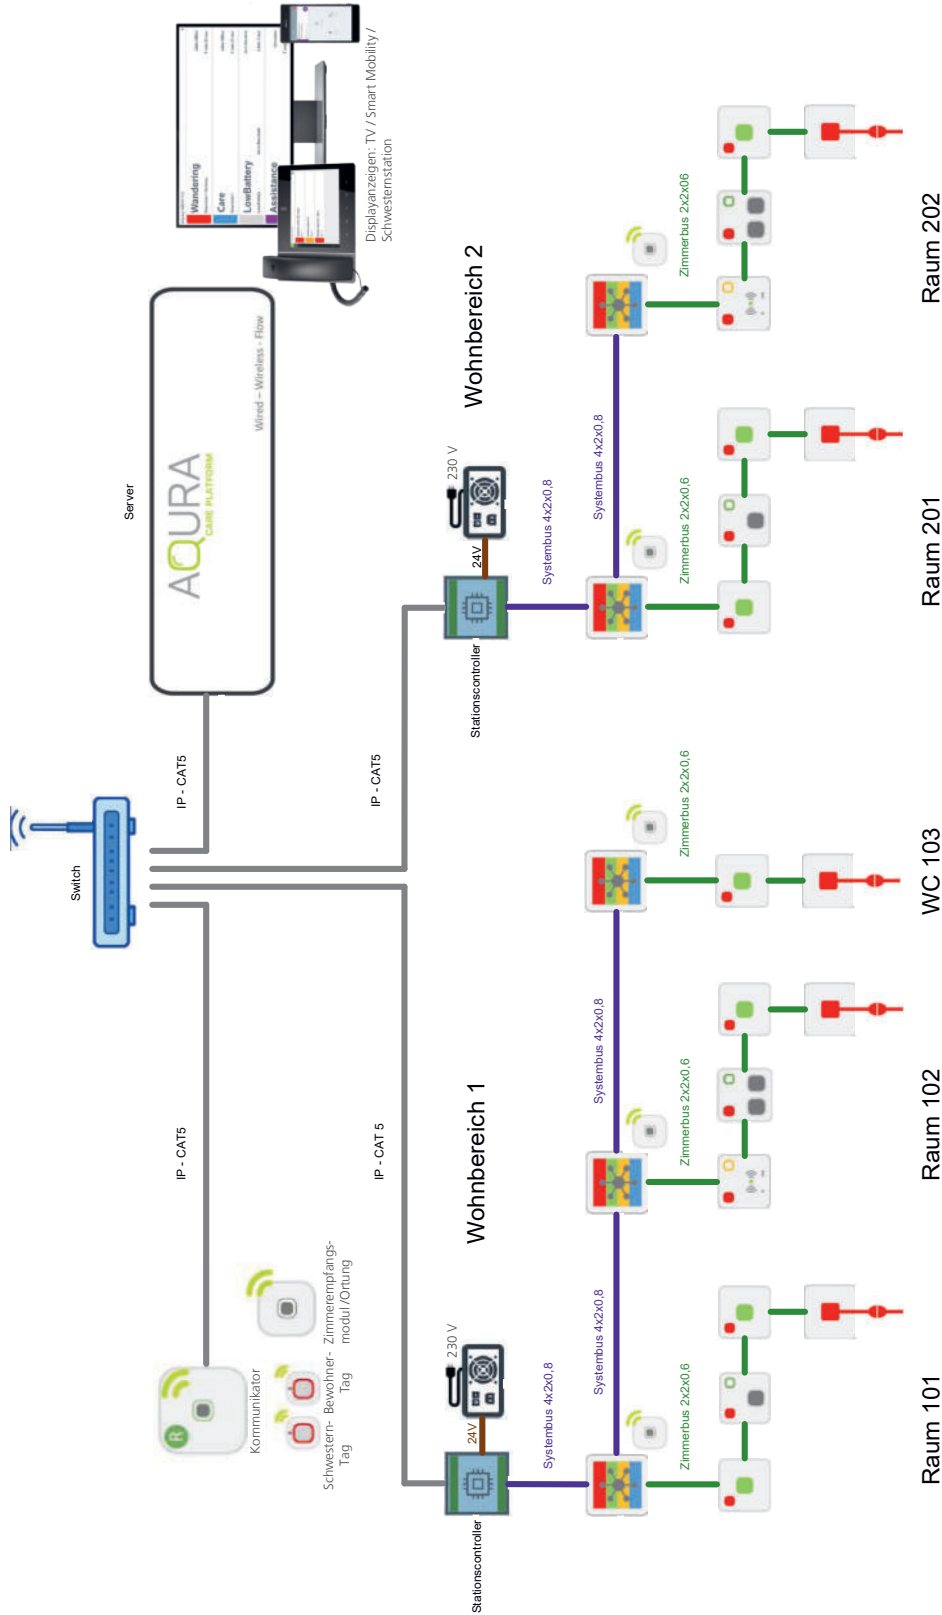 Displayanzeigen: TV / Smart Mobility /
Schwesternstation
Wandering
Care
LowBattery
Assistance
Server
AQURA
CARE PLATFORM
Wired – Wireless - Flow
Switch
IP - CAT5
IP - CAT5
IP - CAT5
IP - CAT 5
R
Kommunikator
Schwestern-
Tag
Bewohner-
Tag
Zimmerempfangs-
modul /Ortung
Wohnbereich 1
230 V
24V
Stationscontroller
Systembus 4x2x0,8
Systembus 4x2x0,8
Systembus 4x2x0,8
Zimmerbus 2x2x0,6
Zimmerbus 2x2x0,6
Zimmerbus 2x2x0,6
Raum 101
Raum 102
WC 103
Wohnbereich 2
230 V
24V
Stationscontroller
Systembus 4x2x0,8
Systembus 4x2x0,8
Zimmerbus 2x2x0,6
Zimmerbus 2x2x06
Raum 201
Raum 202